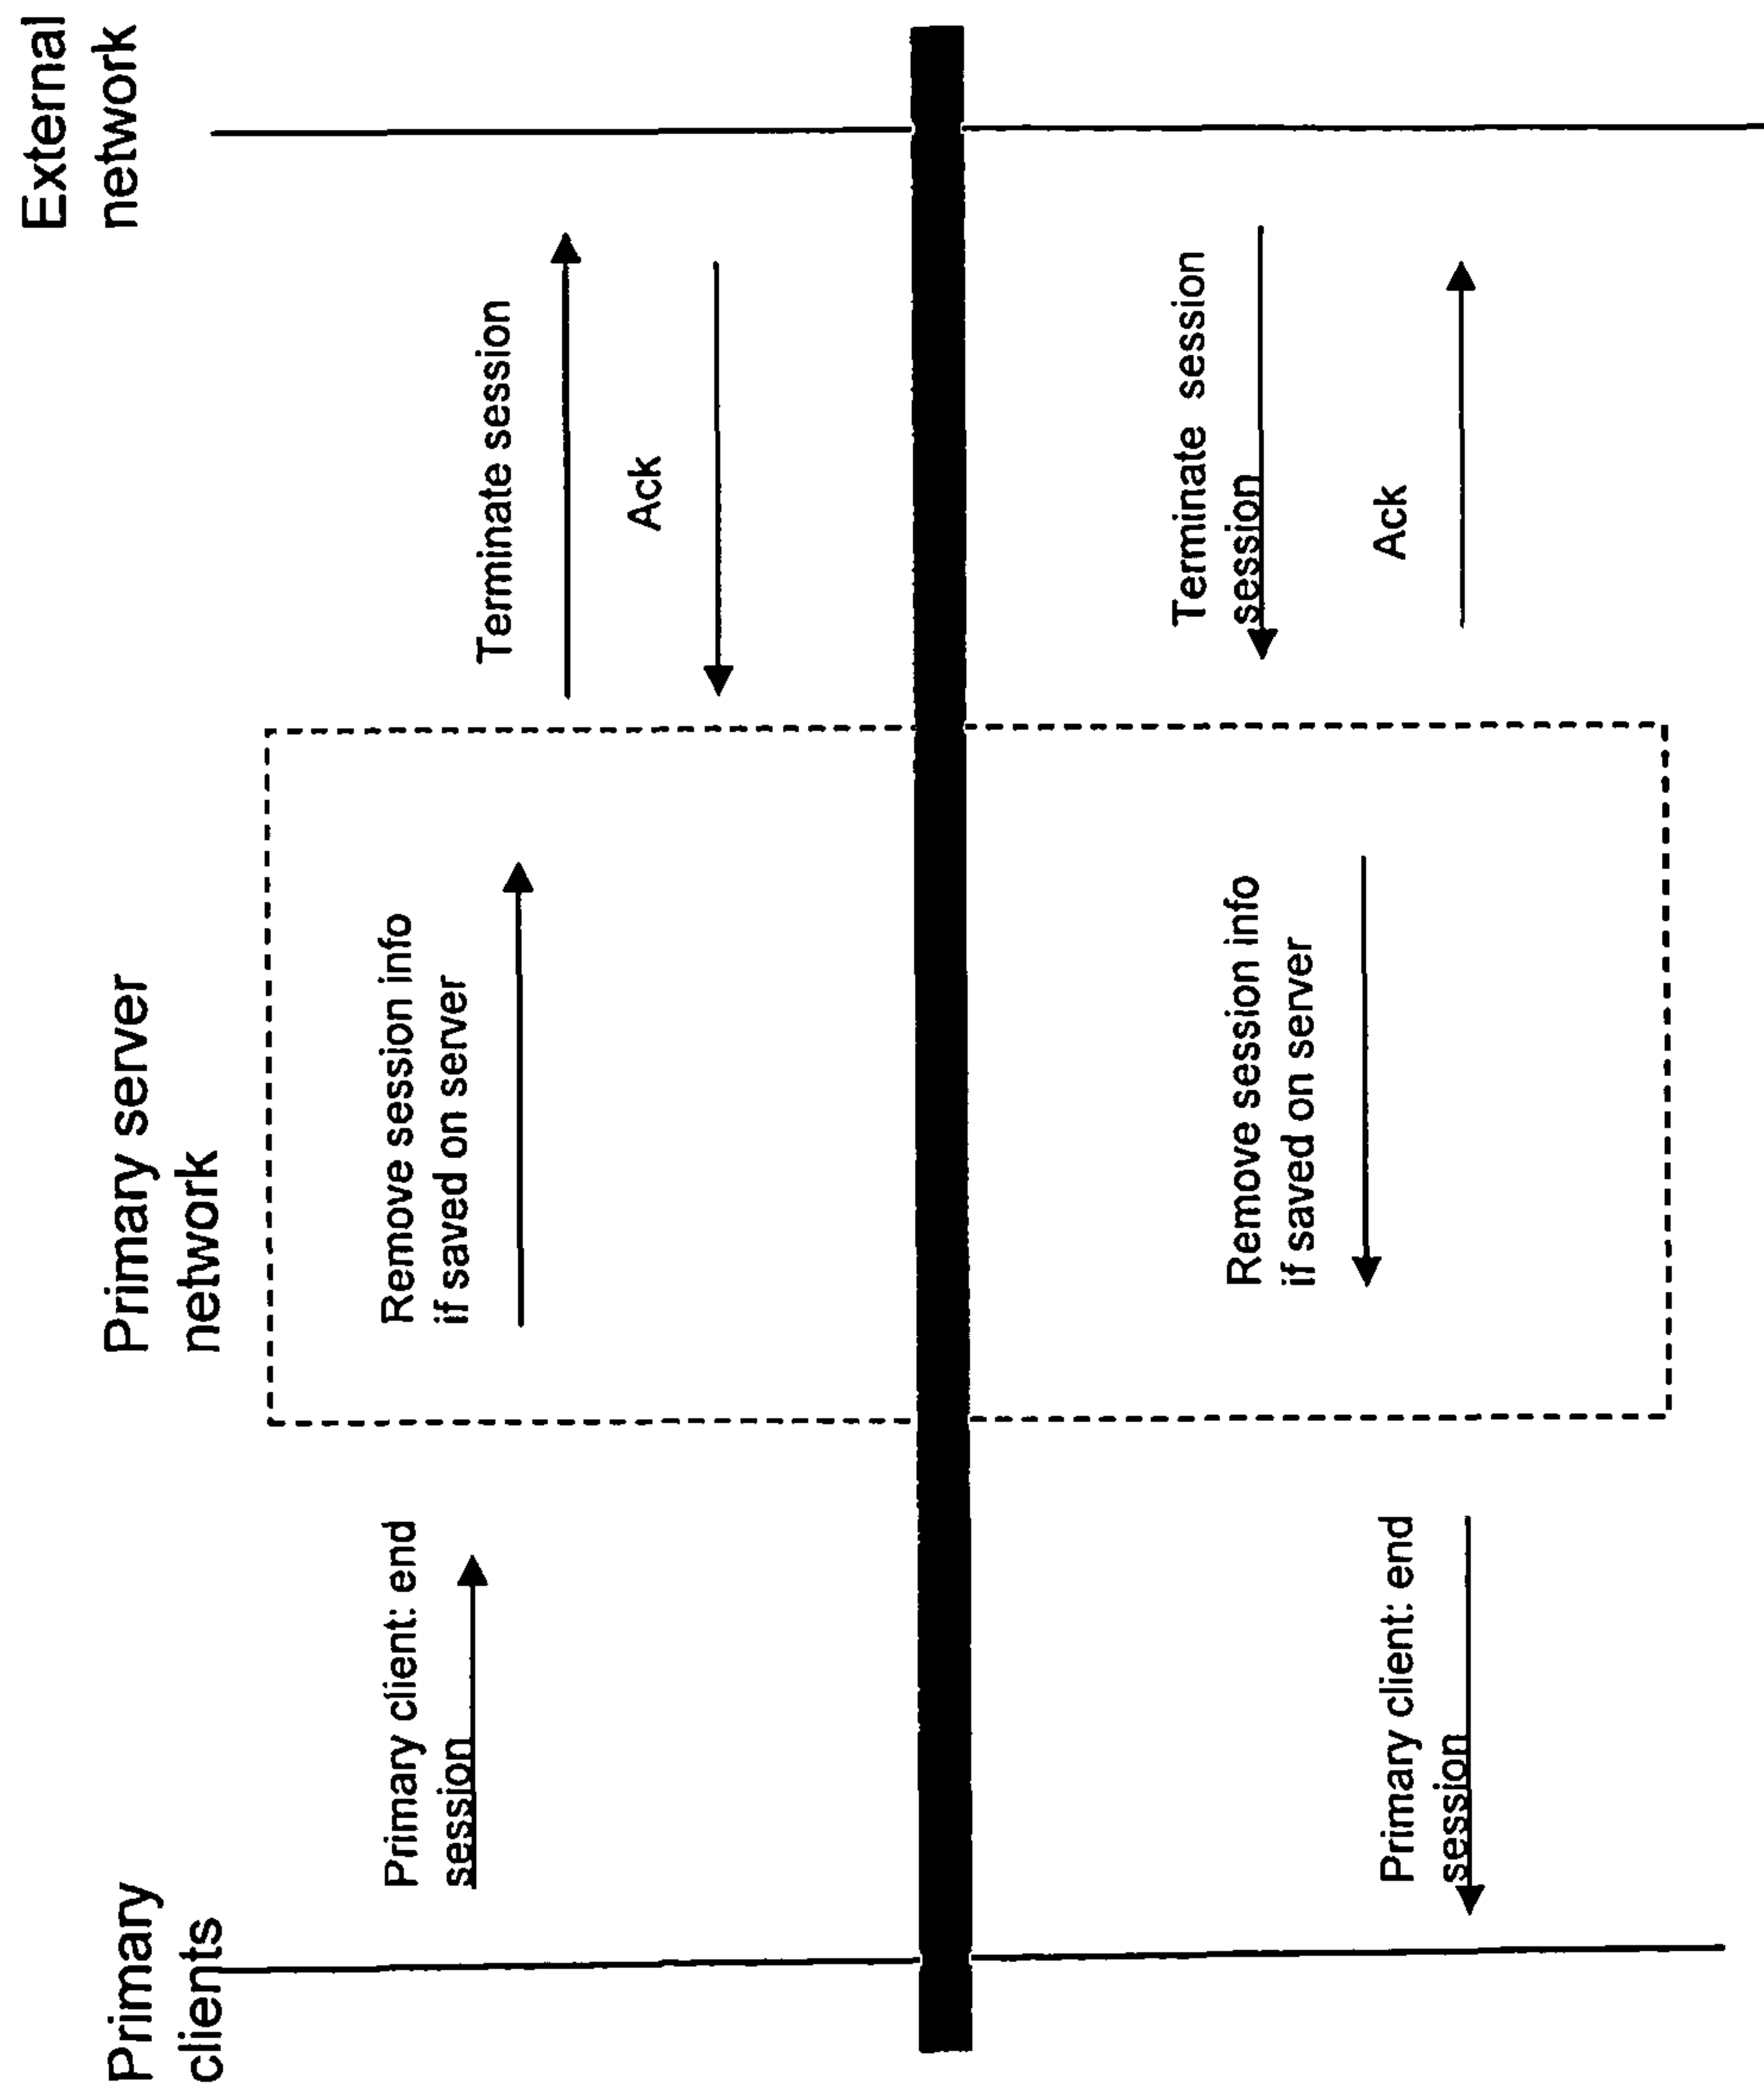 Primary
clients
Primary server
network
External
network
Primary client: end
session
Remove session info
if saved on server
Terminate session
Ack
Terminate session
session
Ack
Remove session info
if saved on server
Primary client: end
session